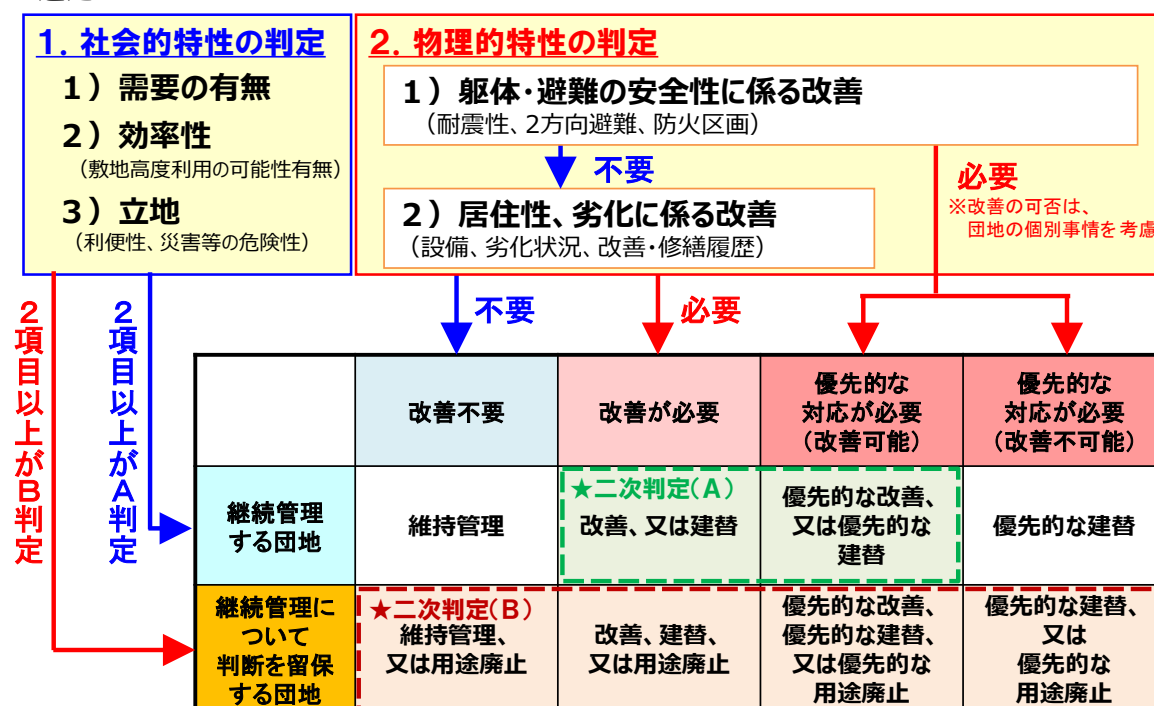 1. 社会的特性の判定
1）需要の有無
2）効率性
（敷地高度利用の可能性有無）
3）立地
（利便性、災害等の危険性）
2. 物理的特性の判定
1）躯体・避難の安全性に係る改善
（耐震性、2方向避難、防火区画）
不要
必要
※改善の可否は、
団地の個別事情を考慮
2）居住性、劣化に係る改善
（設備、劣化状況、改善・修繕履歴）
不要
必要
2項目以上がB判定
2項目以上がA判定
改善不要
改善が必要
優先的な
対応が必要
（改善可能）
優先的な
対応が必要
（改善不可能）
継続管理
する団地
維持管理
★二次判定(A)
改善、又は建替
優先的な改善、
又は優先的な
建替
優先的な建替
継続管理に
ついて
判断を留保
する団地
★二次判定(B)
維持管理、
又は用途廃止
改善、建替、
又は用途廃止
優先的な改善、
優先的な建替、
又は優先的な
用途廃止
優先的な建替、
又は
優先的な
用途廃止